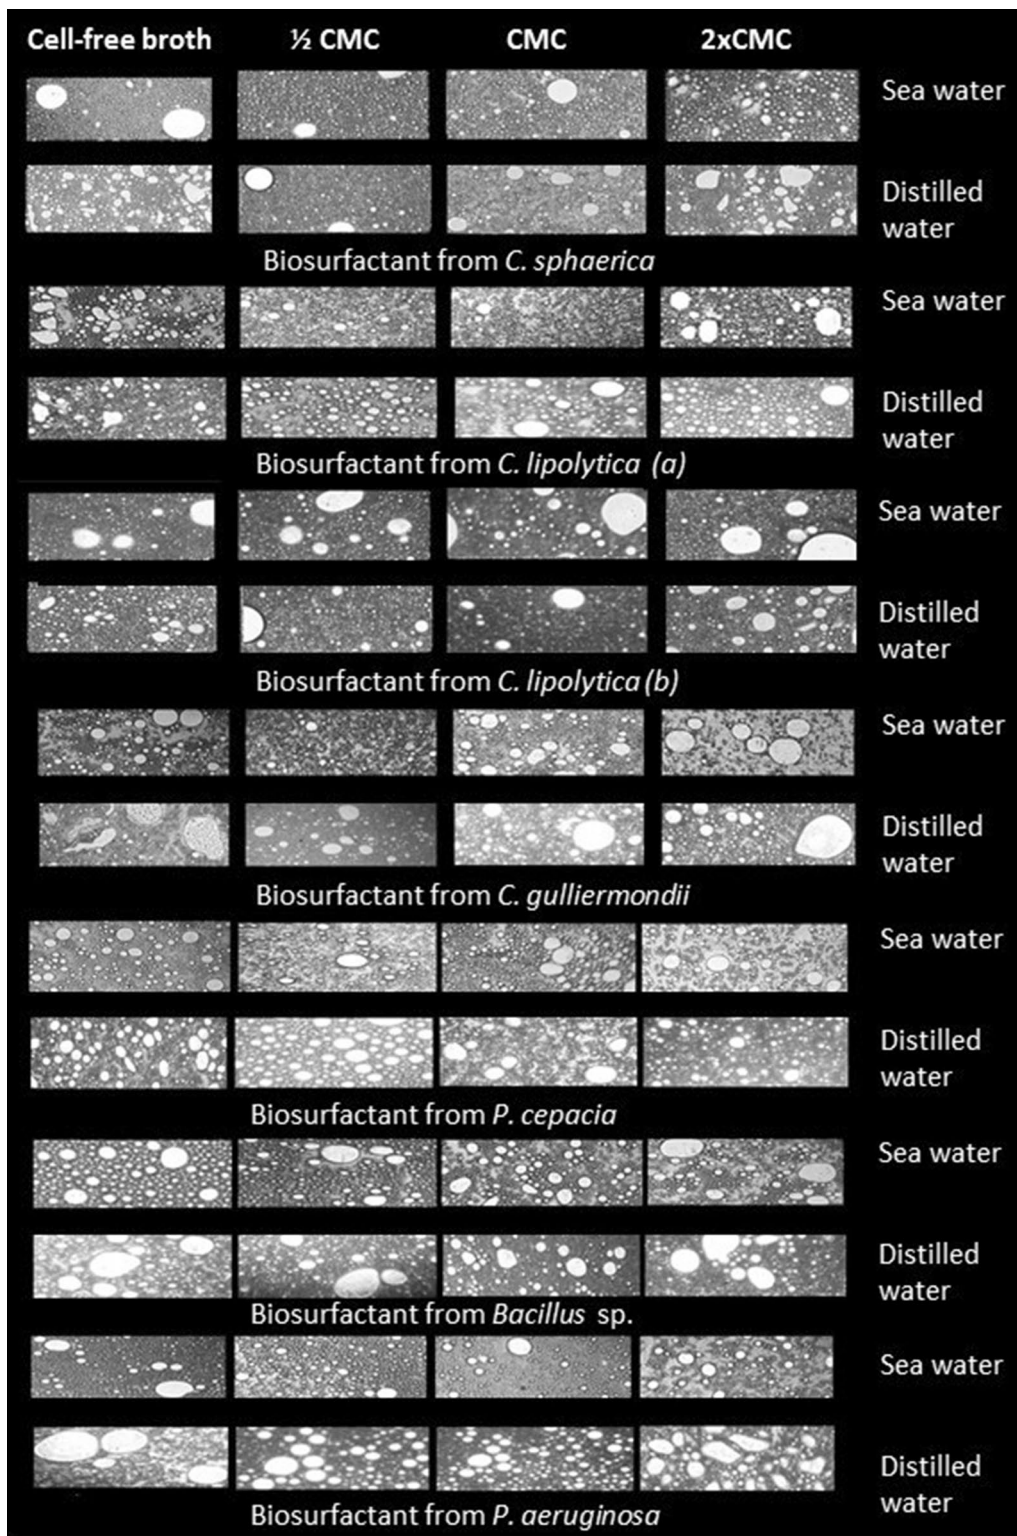 Cell-free broth ½ CMC CMC 2xCMC
Sea water
Distilled
water
Biosurfactant from C. sphaerica
Sea water
Distilled
water
Biosurfactant from C. lipolytica (a)
Sea water
Distilled
water
Biosurfactant from C. lipolytica (b)
Sea water
Distilled
water
Biosurfactant from C. gulliermondii
Sea water
Distilled
water
Biosurfactant from P. cepacia
Sea water
Distilled
water
Biosurfactant from Bacillus sp.
Sea water
Distilled
water
Biosurfactant from P. aeruginosa